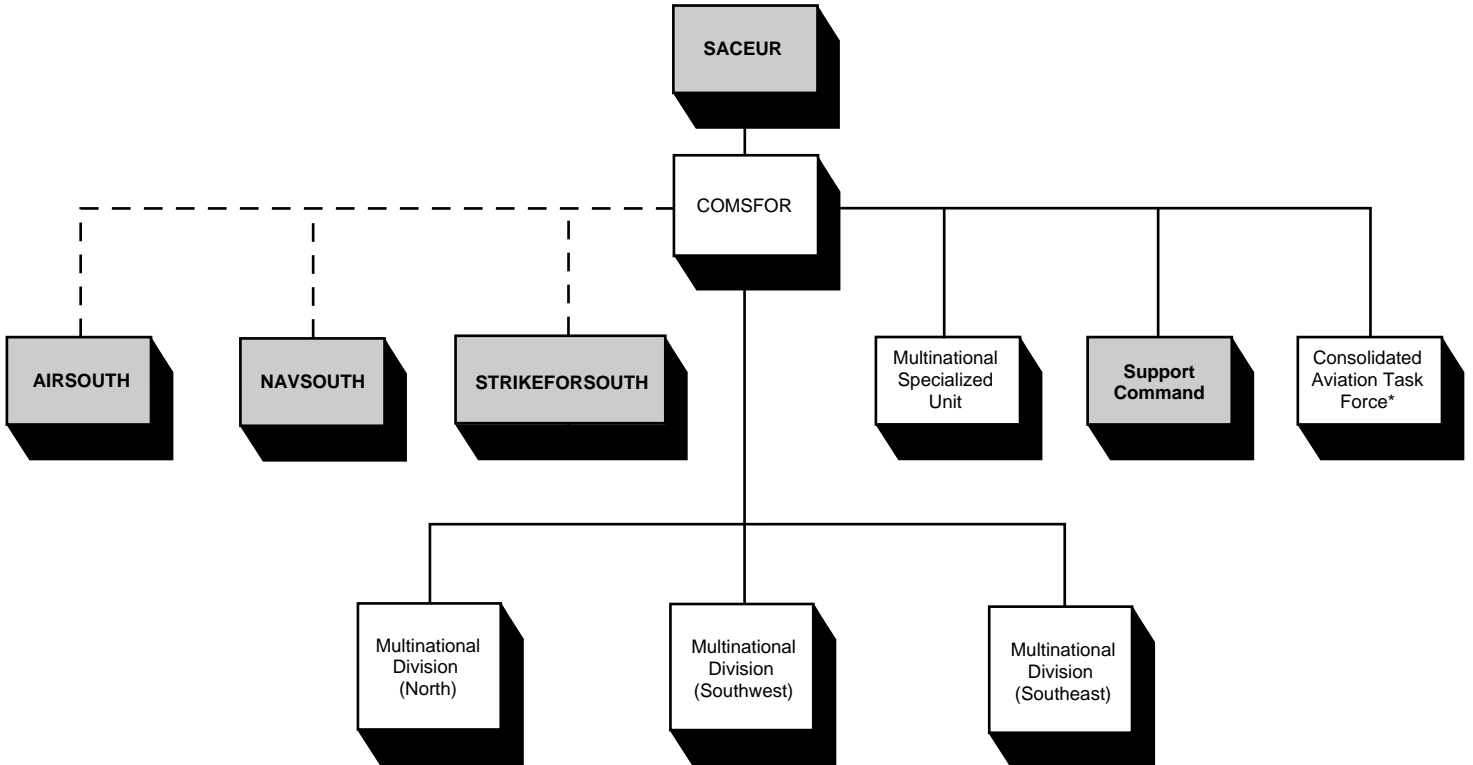 SACEUR
COMSFOR
AIRSOUTH
NAVSOUTH
STRIKEFORSOUTH
Multinational
Specialized
Unit
Support
Command
Consolidated
Aviation Task
Force*
Multinational
Division
(North)
Multinational
Division
(Southwest)
Multinational
Division
(Southeast)